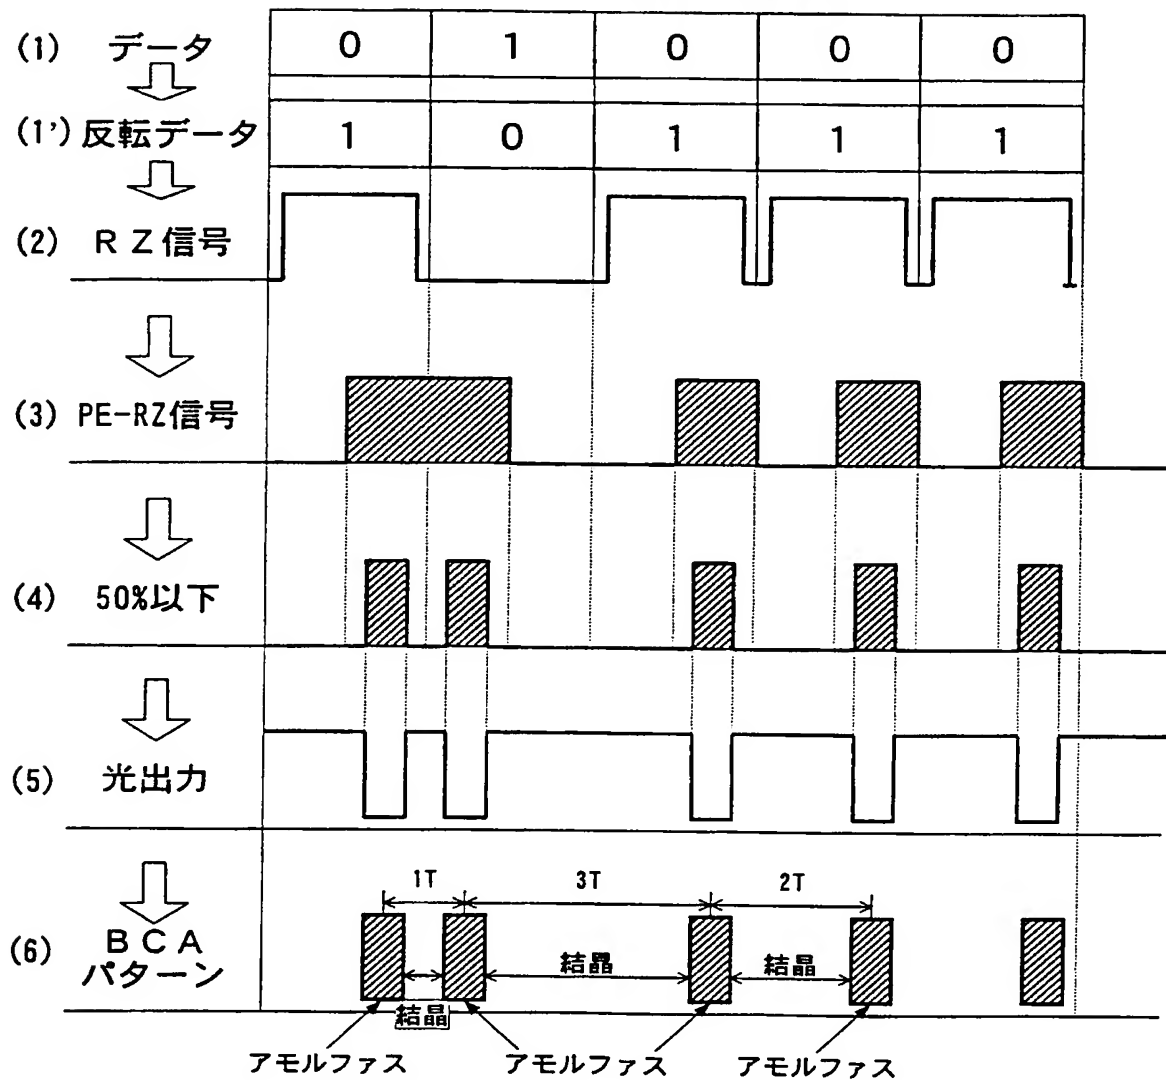 (1) データ 0 1 0 0 0
(1') 反転データ 1 0 1 1 1
(2) RZ信号
(3) PE-RZ信号
(4) 50%以下
(5) 光出力
1T 3T 2T
(6) BCA
パターン
結晶 結晶
結晶
アモルファス アモルファス アモルファス